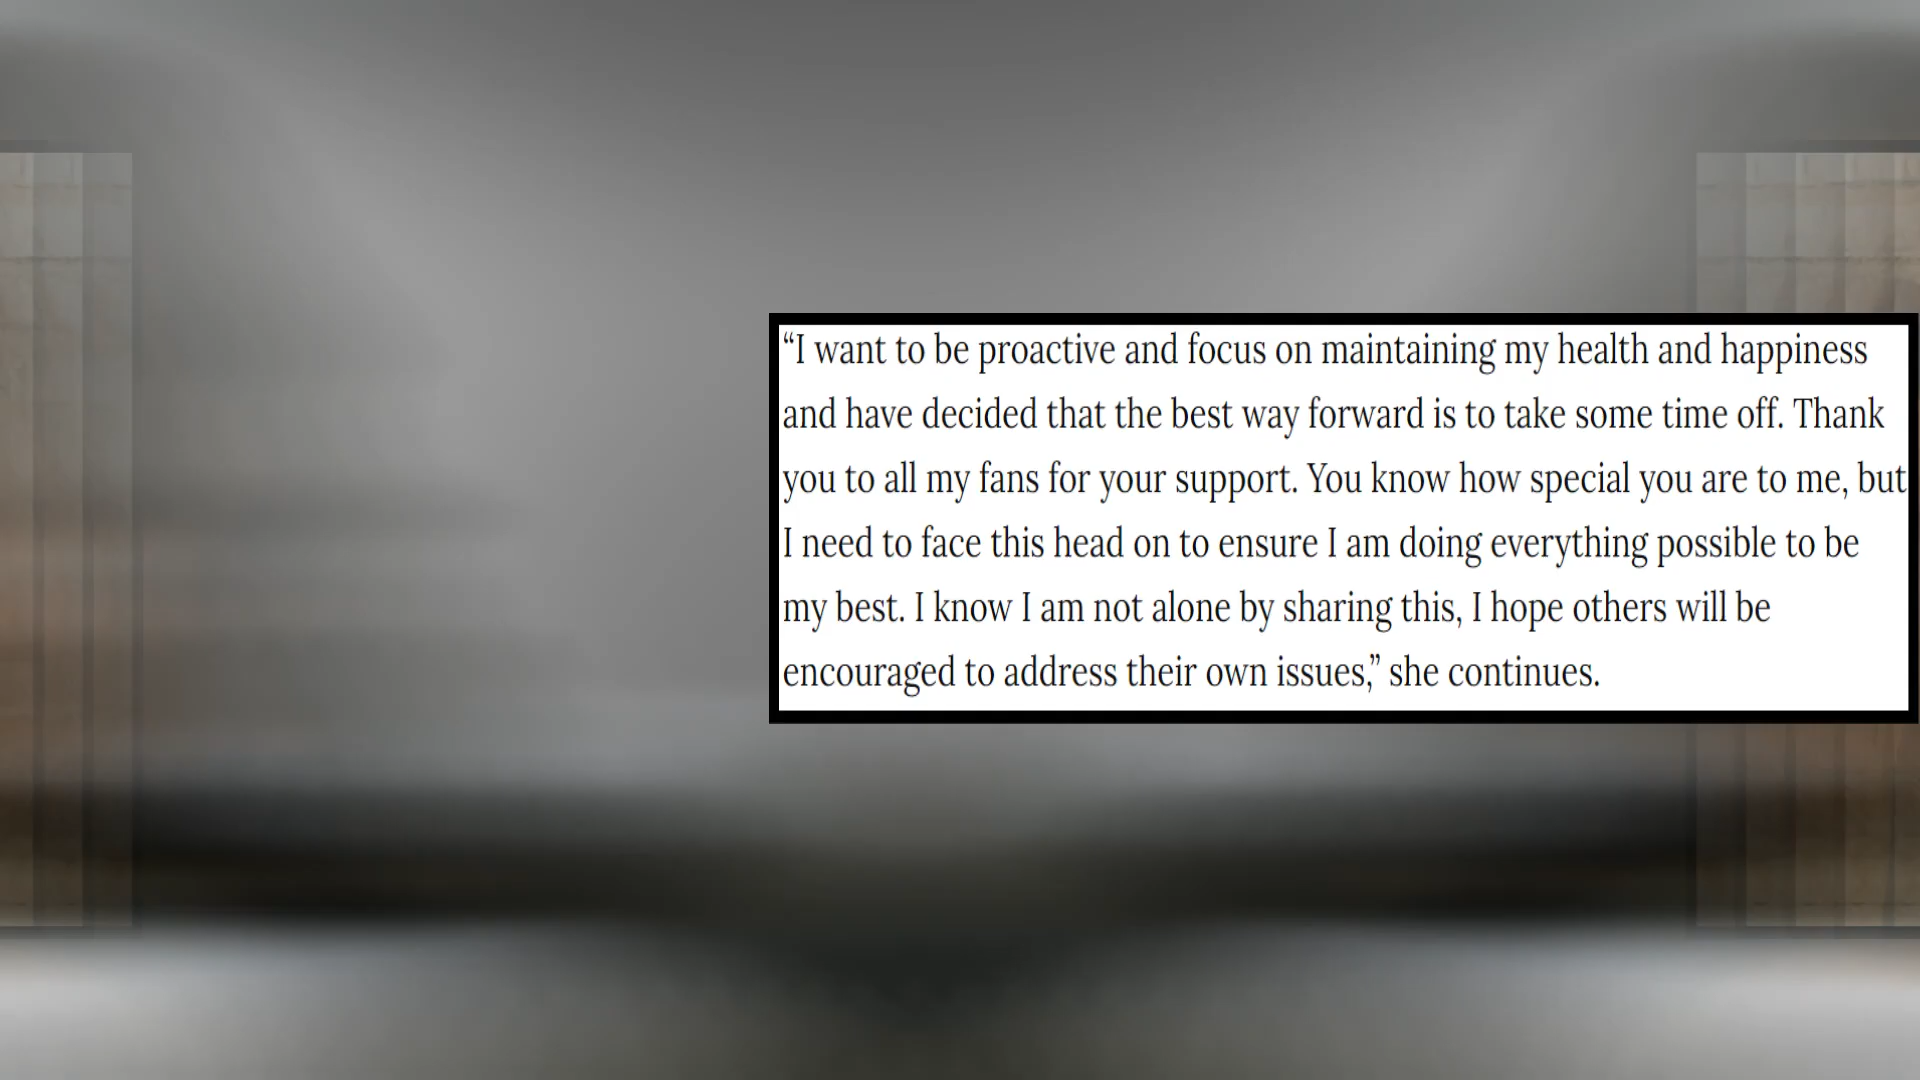 “I want to be proactive and focus on maintaining my health and happiness
and have decided that the best way forward is to take some time off. Thank
you to all my fans for your support. You know how special you are to me, but
I need to face this head on to ensure I am doing everything possible to be
my best. I know I am not alone by sharing this, I hope others will be
encouraged to address their own issues,” she continues.